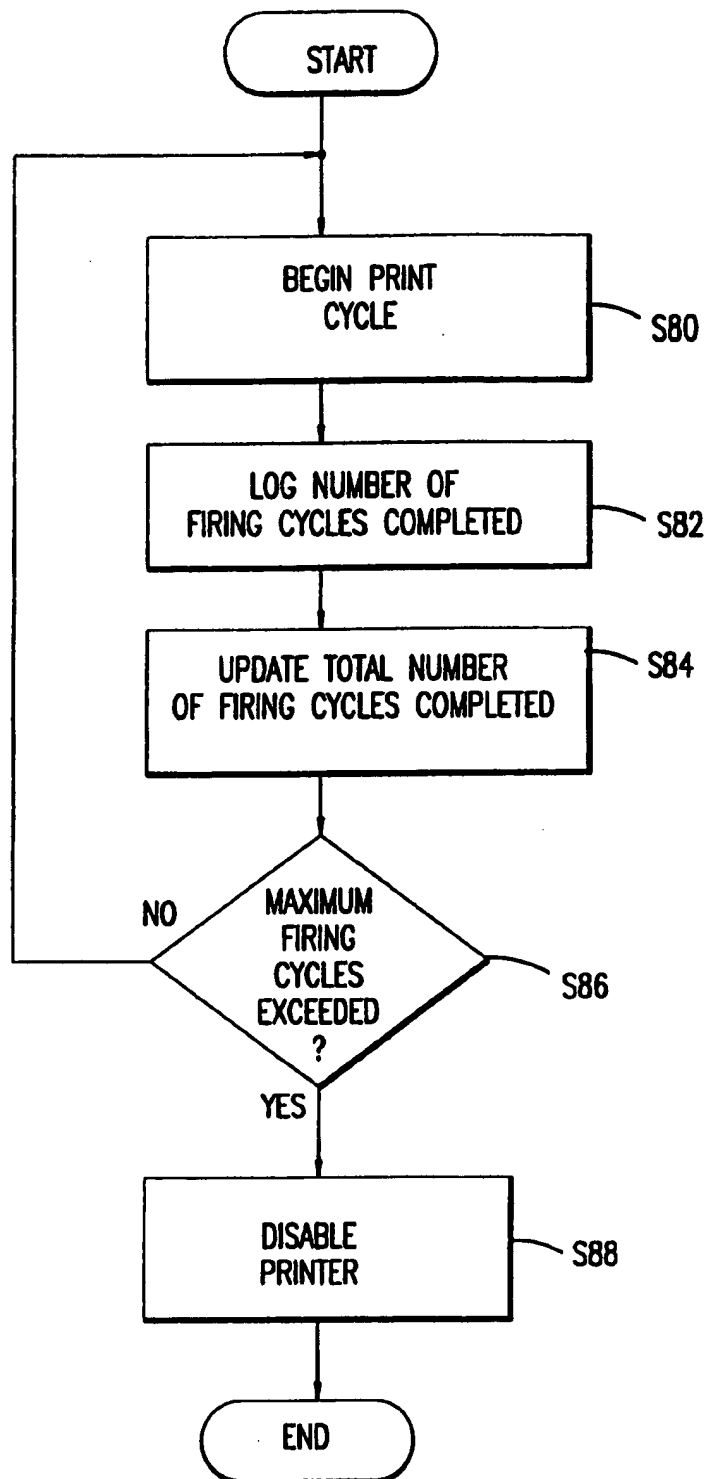 START
BEGIN PRINT
CYCLE
S80
LOG NUMBER OF
FIRING CYCLES COMPLETED
S82
UPDATE TOTAL NUMBER
OF FIRING CYCLES COMPLETED
S84
NO
MAXIMUM
FIRING
CYCLES
EXCEEDED
?
S86
YES
DISABLE
PRINTER
S88
END